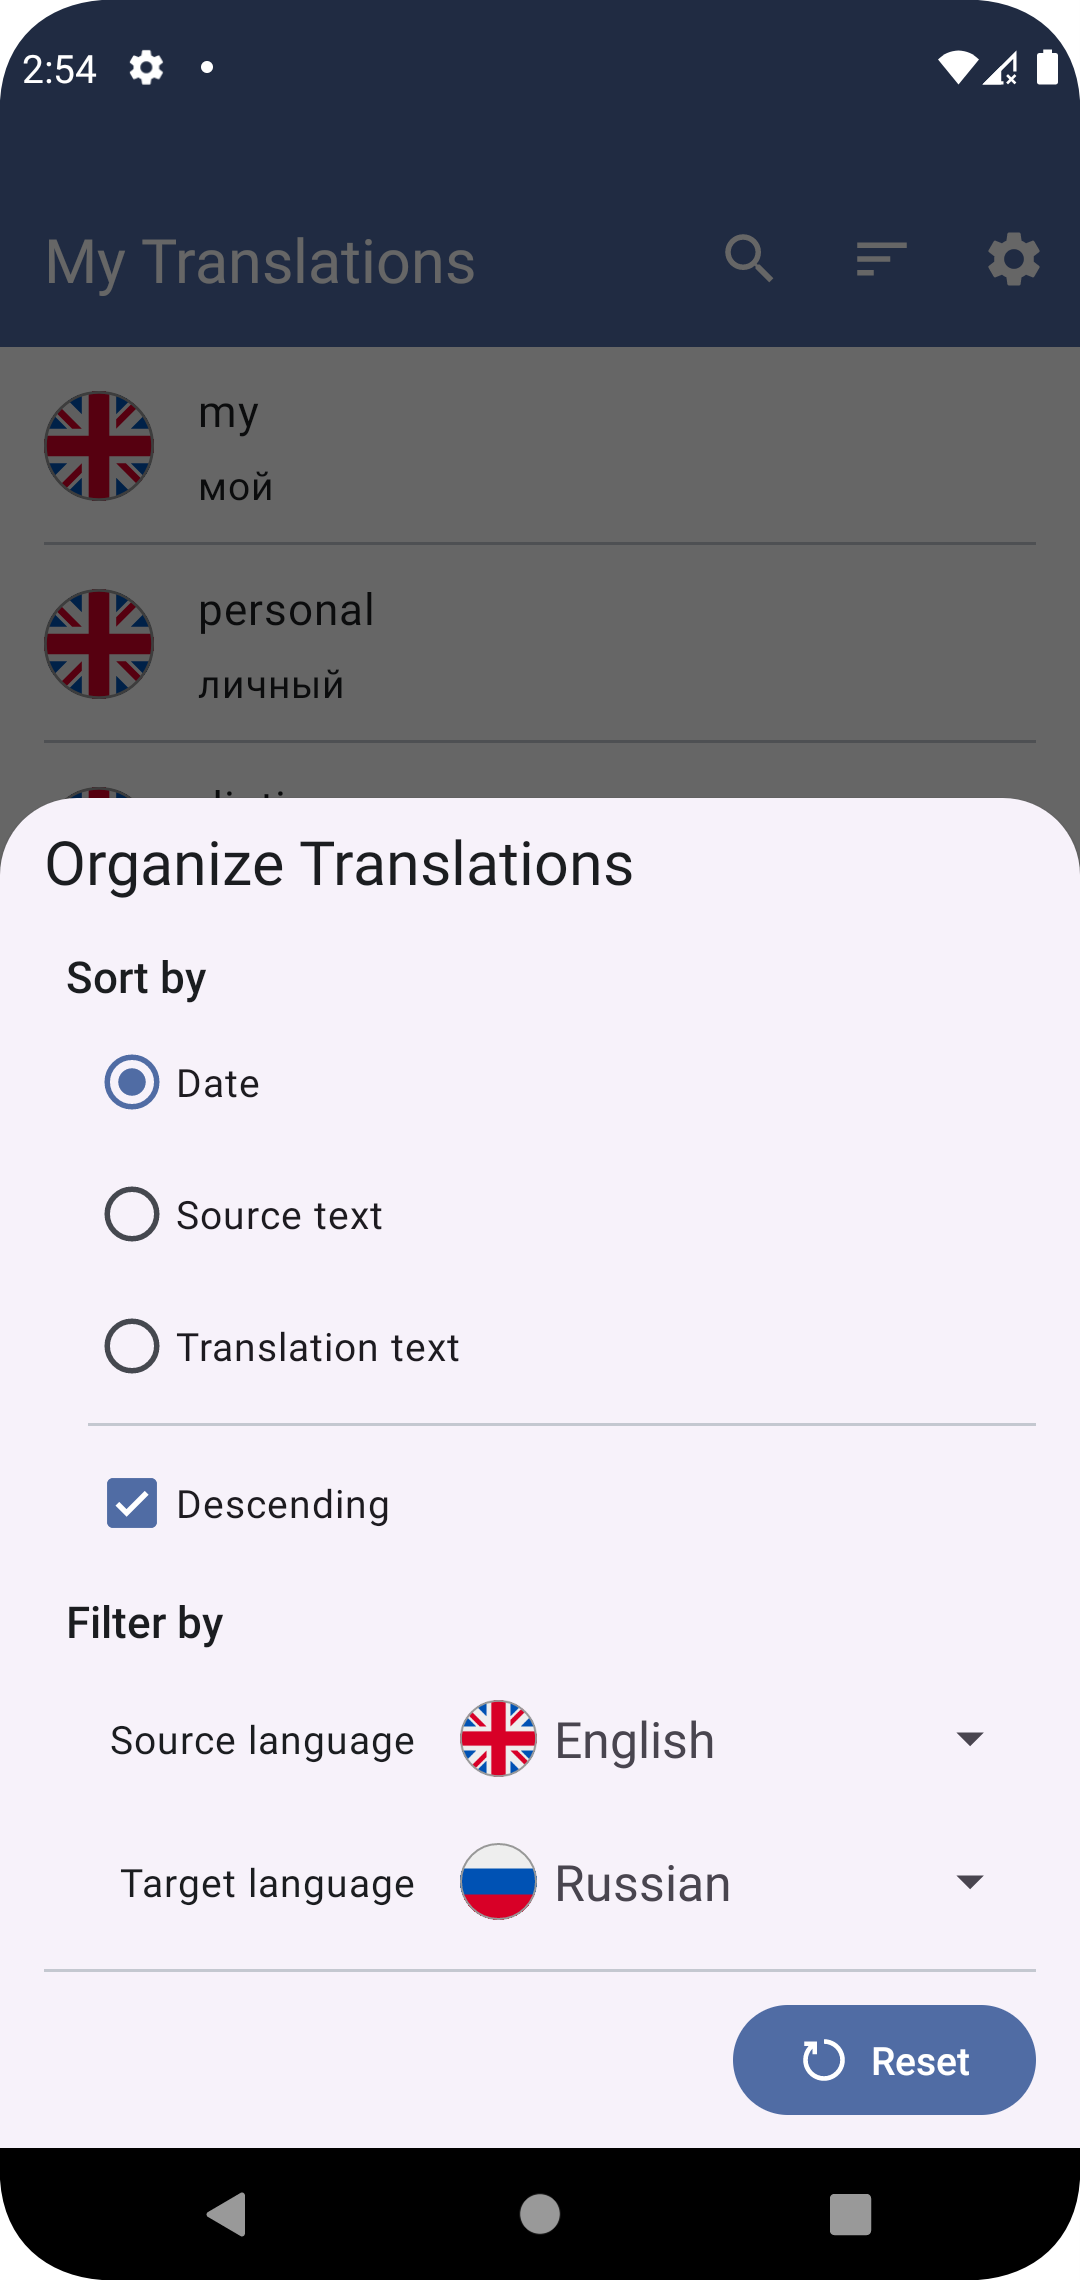 2:54
My Translations
my
мой
personal
личный
Organize Translations
Sort by
Date
Source text
Translation text
Descending
Filter by
Source language English
Target language Russian
Reset